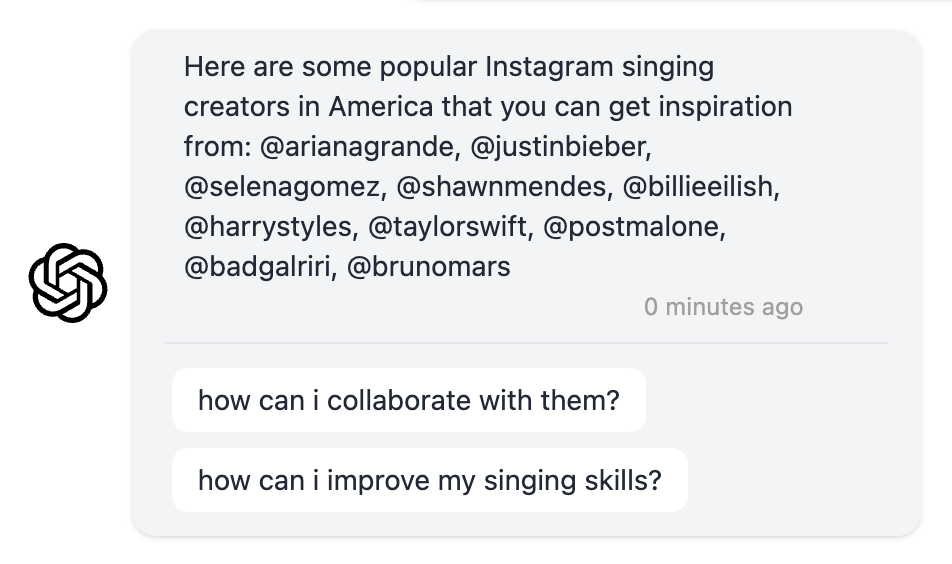 Here are some popular Instagram singing
creators in America that you can get inspiration
from: @arianagrande, @justinbieber,
@selenagomez, @shawnmendes, @billieeilish,
@harrystyles, @taylorswift, @postmalone,
@badgalriri, @brunomars
0 minutes ago
how can i collaborate with them?
how can i improve my singing skills?